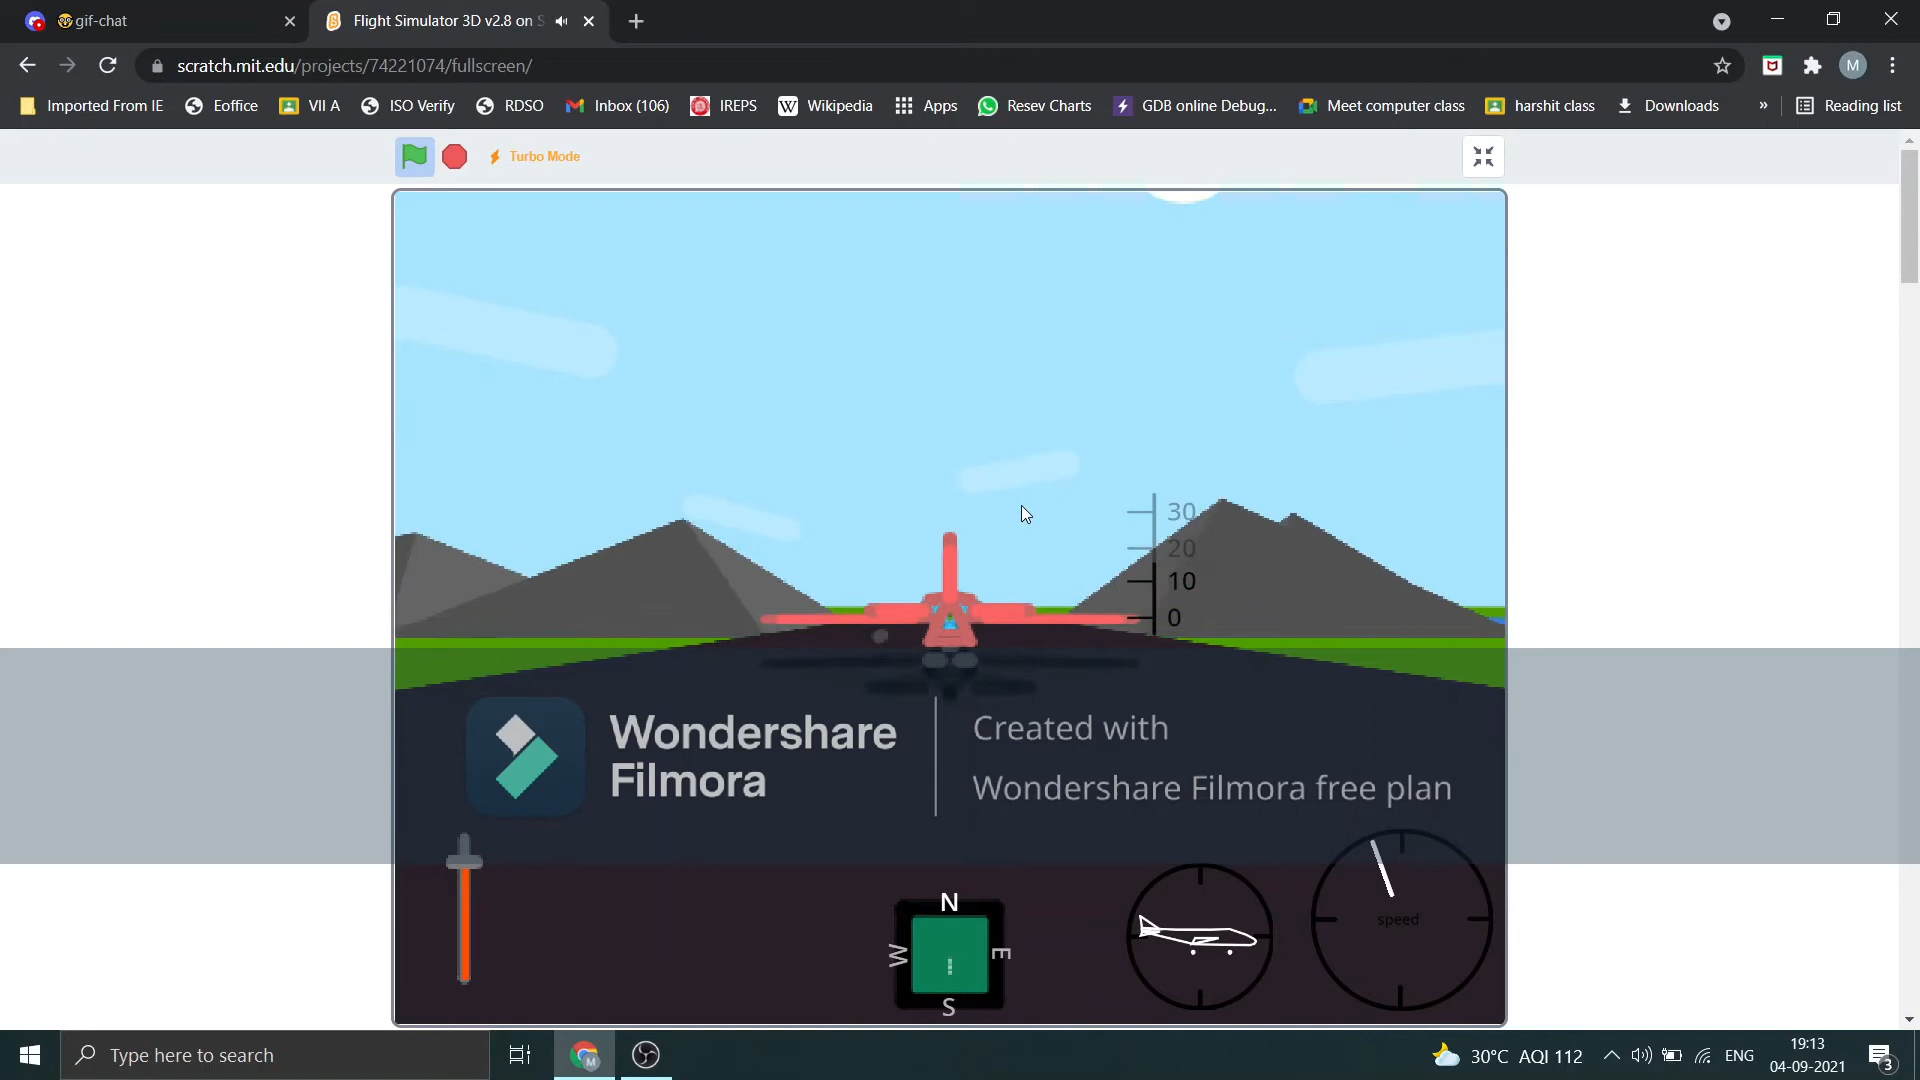 gif-chat
Flight Simulator 3D v2.8 on S
scratch.mit.edu/projects/74221074/fullscreen/
M
Imported From IE
Eoffice
VII A
ISO Verify
RDSO
Inbox (106)
IREPS
W
Wikipedia
Apps
Resev Charts
GDB online Debug...
Meet computer class
harshit class
Downloads
»
Reading list
Turbo Mode
30
20
10
0
Wondershare
Filmora
Created with
Wondershare Filmora free plan
N
W
E
S
speed
Type here to search
M
30°C AQI 112
ENG
19:13
04-09-2021
3